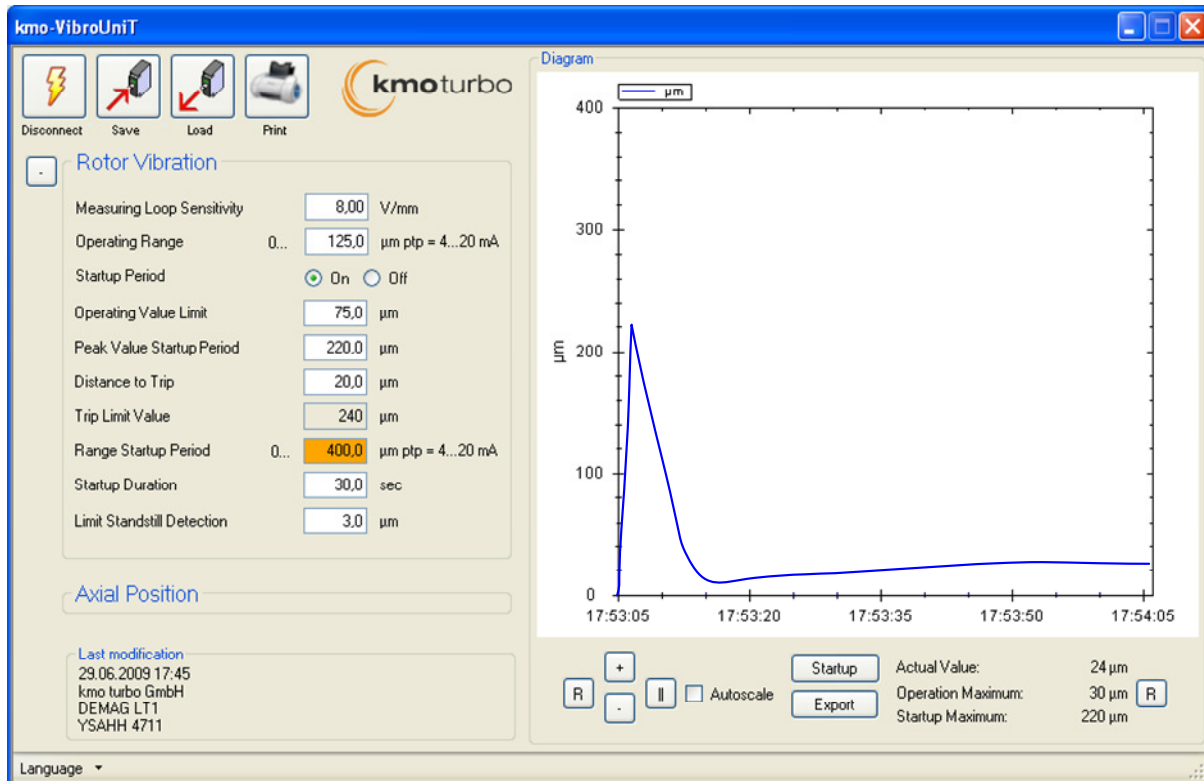 kmo-VibroUniT
Disconnect Save Load Print
kmoturbo
-
Rotor Vibration
Measuring Loop Sensitivity 8,00 V/mm
Operating Range 0... 125,0 µm ptp = 4...20 mA
Startup Period On Off
Operating Value Limit 75,0 µm
Peak Value Startup Period 220,0 µm
Distance to Trip 20,0 µm
Trip Limit Value 240 µm
Range Startup Period 0... 400,0 µm ptp = 4...20 mA
Startup Duration 30,0 sec
Limit Standstill Detection 3,0 µm
Axial Position
Last modification
29.06.2009 17:45
kmo turbo GmbH
DEMAG LT1
YSAHH 4711
Diagram
µm
400
300
200
100
0
µm
17:53:05 17:53:20 17:53:35 17:53:50 17:54:05
R + - || Autoscale
Startup
Export
Actual Value: 24 µm
Operation Maximum: 30 µm R
Startup Maximum: 220 µm
Language